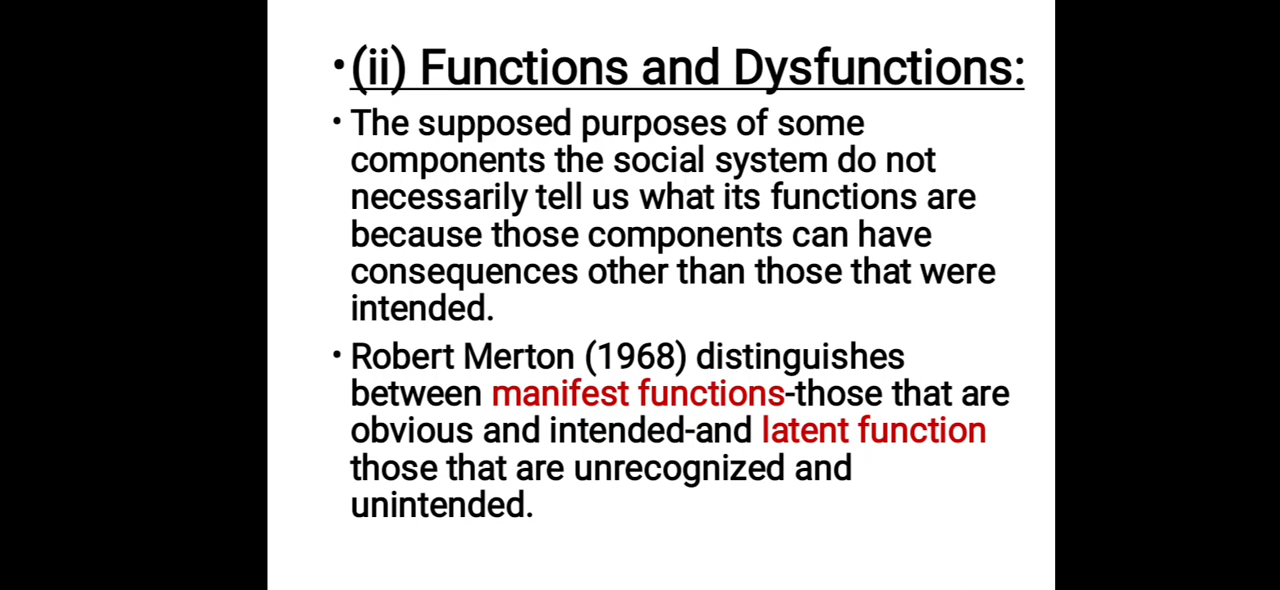 •(ii) Functions and Dysfunctions:
• The supposed purposes of some
components the social system do not
necessarily tell us what its functions are
because those components can have
consequences other than those that were
intended.
• Robert Merton (1968) distinguishes
between manifest functions-those that are
obvious and intended-and latent function
those that are unrecognized and
unintended.